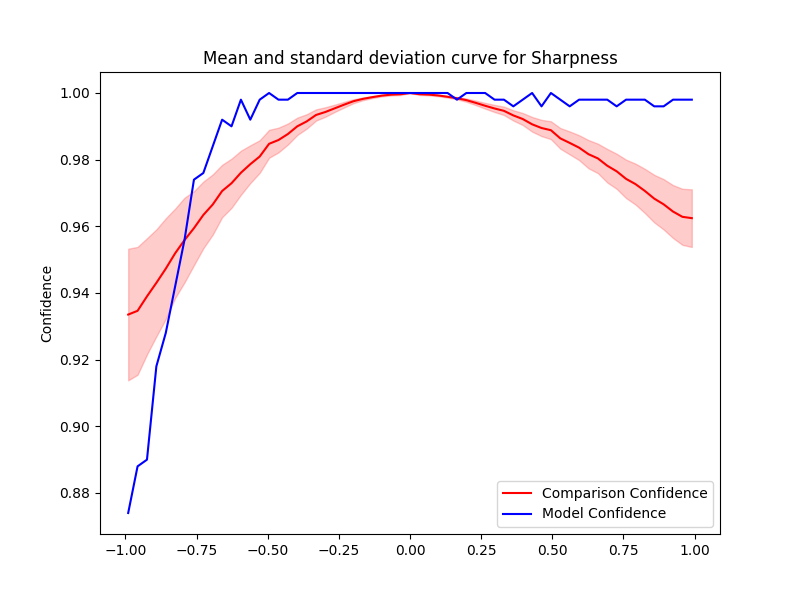 Mean and standard deviation curve for Sharpness
1.00
0.98
0.96
0.94
0.92
0.90
0.88
Confidence
Comparison Confidence
Model Confidence
−1.00 −0.75 −0.50 −0.25 0.00 0.25 0.50 0.75 1.00